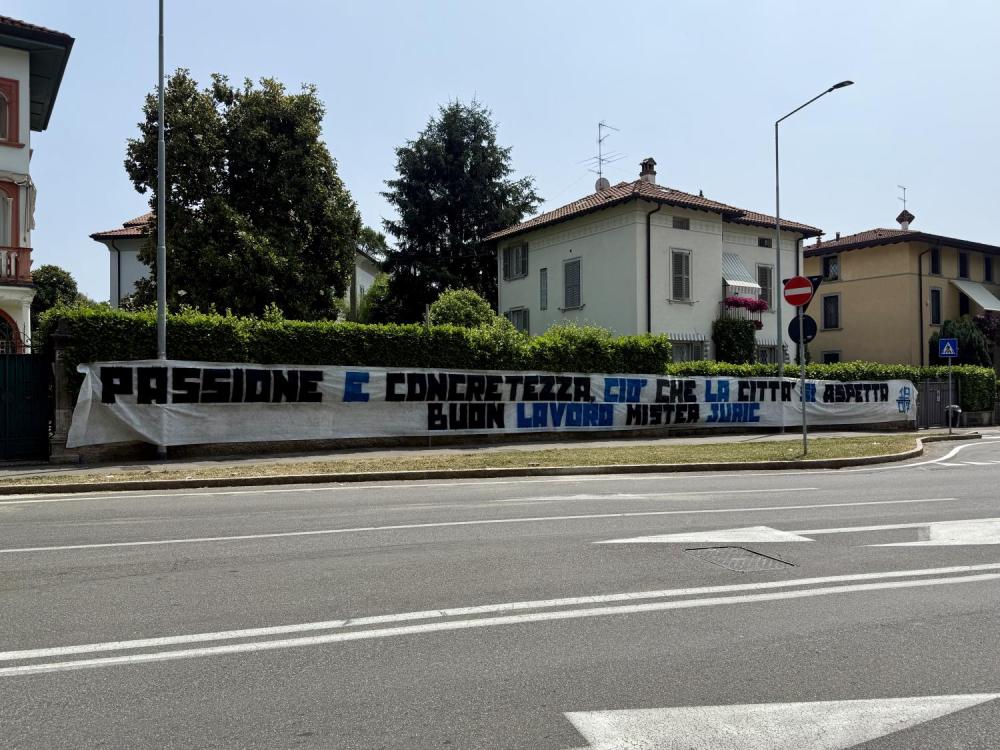 PASSIONE E CONCRETEZZA, CIO' CHE LA CITTA' SI ASPETTA
BUON LAVORO MISTER JURIC